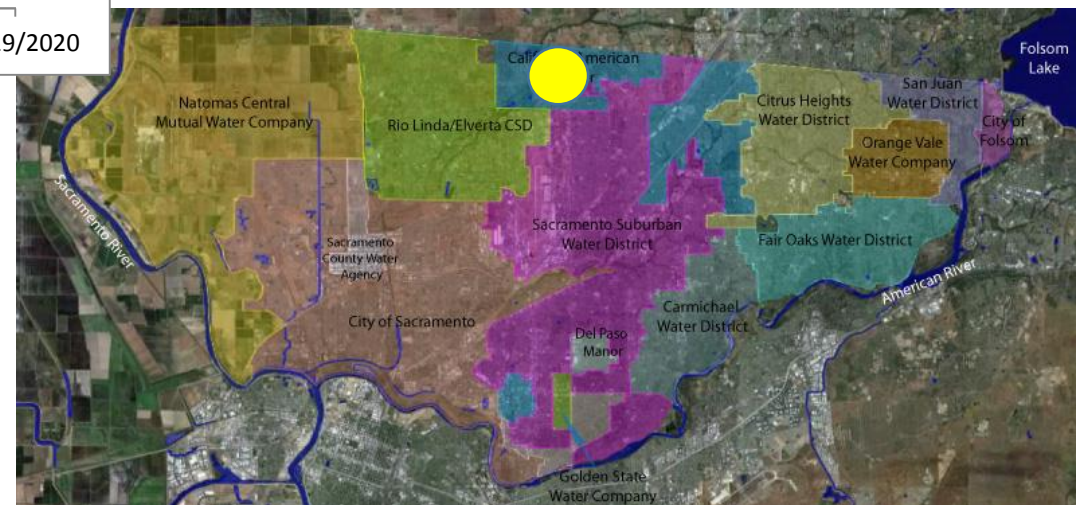 9/2020
Folsom
Lake
American
Natomas Central
Mutual Water Company
Rio Linda/Elverta CSD
Citrus Heights
Water District
San Juan
Water District
City of
Folsom
Orange Vale
Water Company
Sacramento River
Sacramento
County Water
Agency
Sacramento Suburban
Water District
Fair Oaks Water District
American River
City of Sacramento
Carmichael
Water District
Del Paso
Manor
Golden State
Water Company